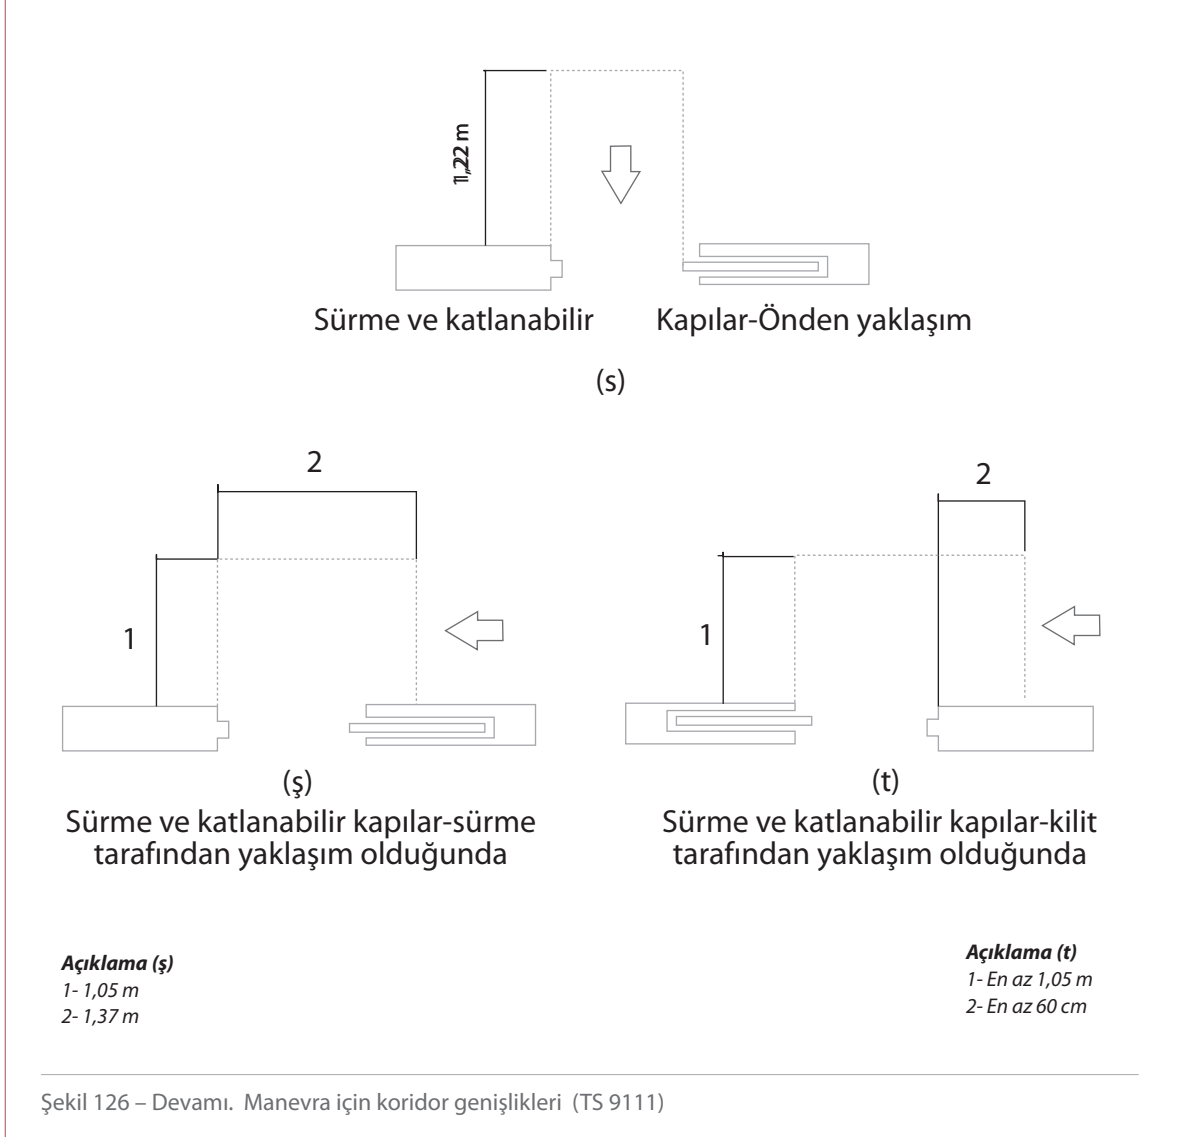 1,22 m
Sürme ve katlanabilir Kapılar-Önden yaklaşım
(s)
2
1
(ş)
Sürme ve katlanabilir kapılar-sürme
tarafından yaklaşım olduğunda
2
1
(t)
Sürme ve katlanabilir kapılar-kilit
tarafından yaklaşım olduğunda
Açıklama (ş)
1- 1,05 m
2- 1,37 m
Açıklama (t)
1- En az 1,05 m
2- En az 60 cm
Şekil 126 – Devamı. Manevra için koridor genişlikleri (TS 9111)